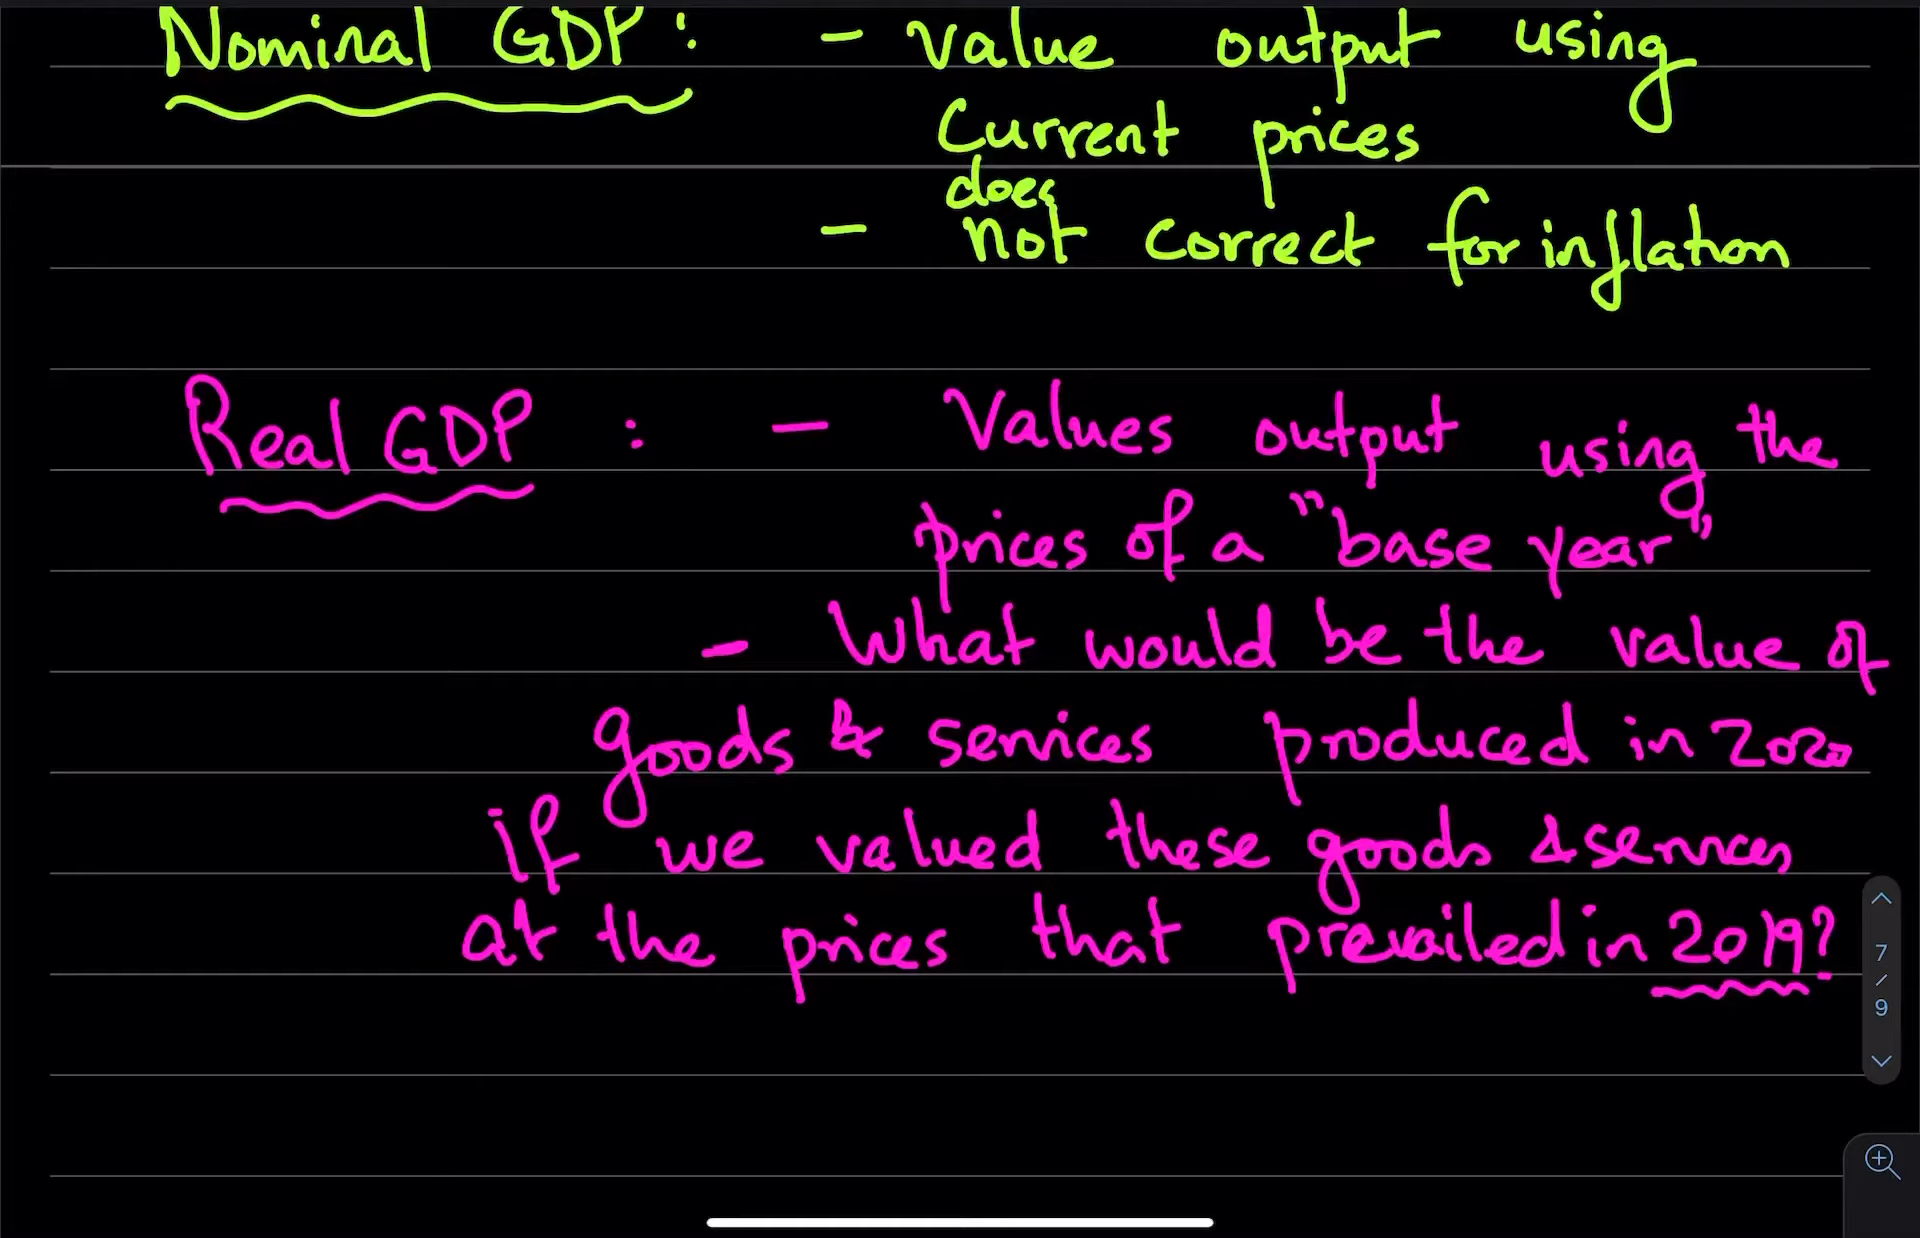 Nominal GDP: - value output using
Current prices
does
- not correct for inflation
Real GDP : - Values output using the
prices of a "base year"
- What would be the value of
goods & services produced in 2020
if we valued these goods & services
at the prices that prevailed in 2019?
7
/
9